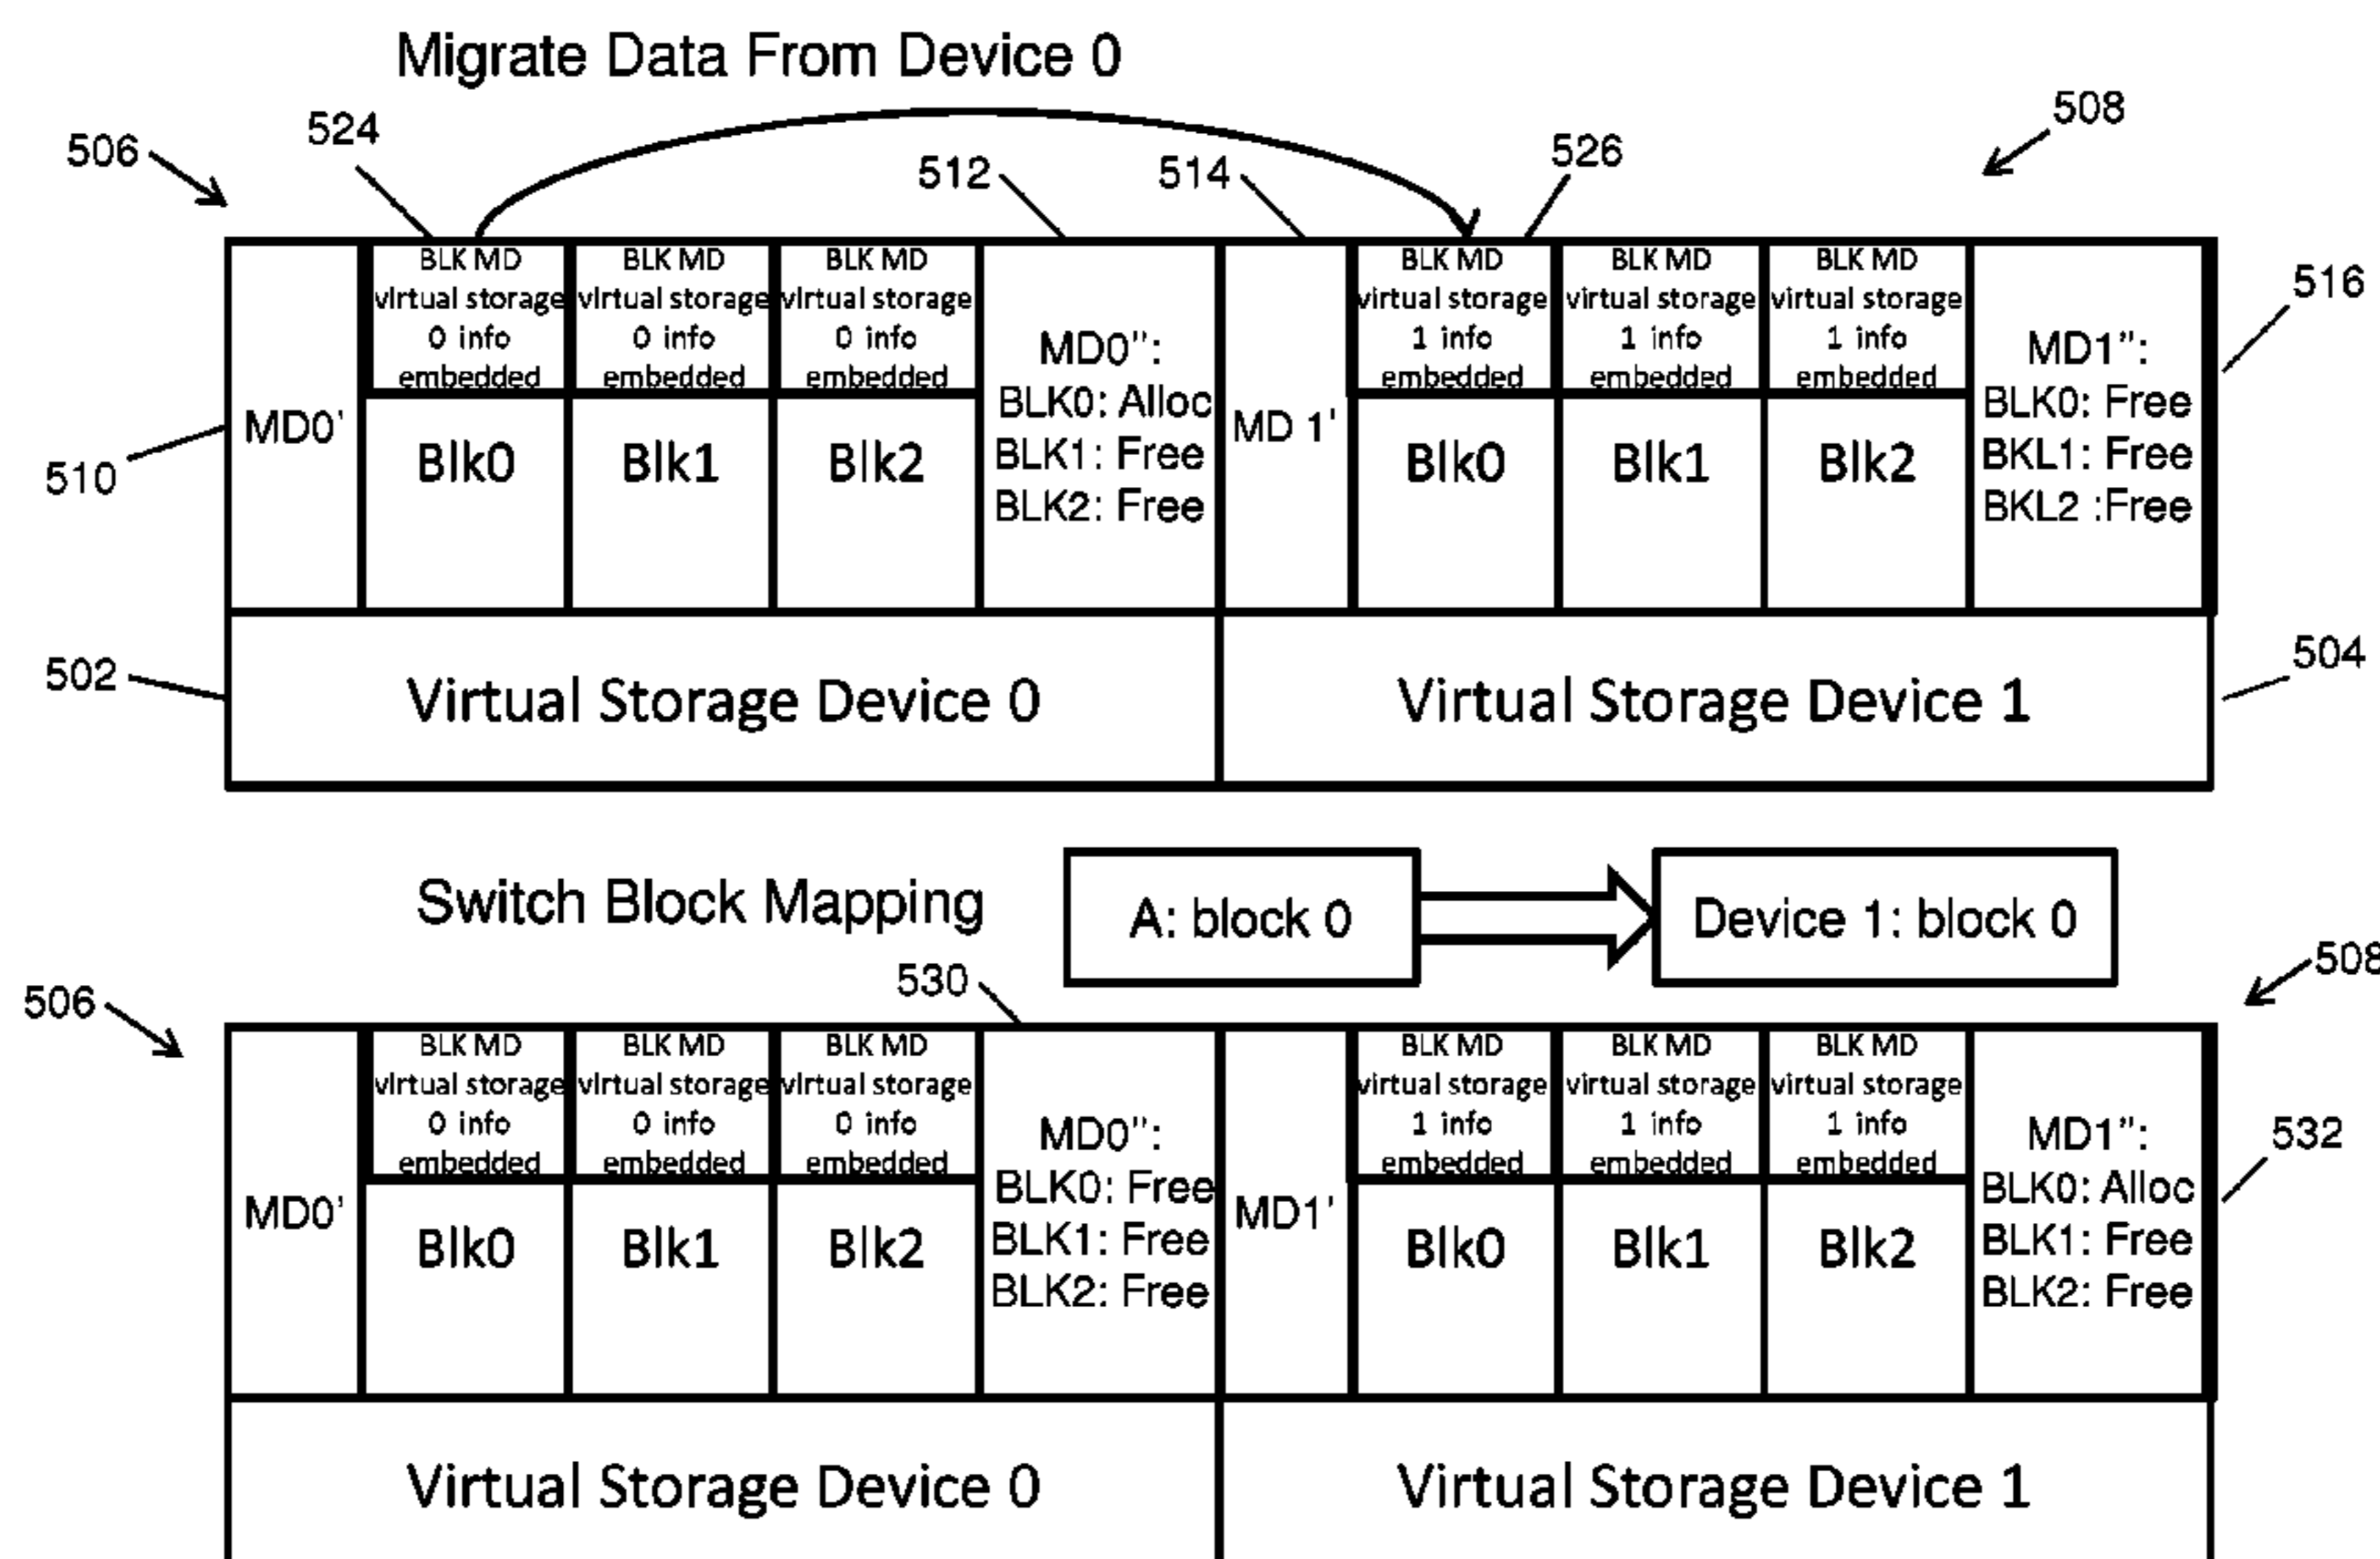 Migrate Data From Device 0
506
524
512
514
526
508
BLK MD BLK MD BLK MD BLK MD BLK MD BLK MD
virtual storage virtual storage virtual storage virtual storage virtual storage virtual storage
0 info 0 info 0 info 1 info 1 info 1 info
embedded embedded embedded embedded embedded embedded
516
MD0'
Blk0 Blk1 Blk2
MD0":
BLK0: Alloc
BLK1: Free
BLK2: Free
MD 1'
Blk0 Blk1 Blk2
MD1":
BLK0: Free
BKL1: Free
BKL2 :Free
510
502
Virtual Storage Device 0
Virtual Storage Device 1
504
Switch Block Mapping
A: block 0
Device 1: block 0
506
530
508
BLK MD BLK MD BLK MD BLK MD BLK MD BLK MD
virtual storage virtual storage virtual storage virtual storage virtual storage virtual storage
0 info 0 info 0 info 1 info 1 info 1 info
embedded embedded embedded embedded embedded embedded
MD0'
Blk0 Blk1 Blk2
MD0":
BLK0: Free
BLK1: Free
BLK2: Free
MD1'
Blk0 Blk1 Blk2
MD1":
BLK0: Alloc
BLK1: Free
BLK2: Free
532
Virtual Storage Device 0
Virtual Storage Device 1